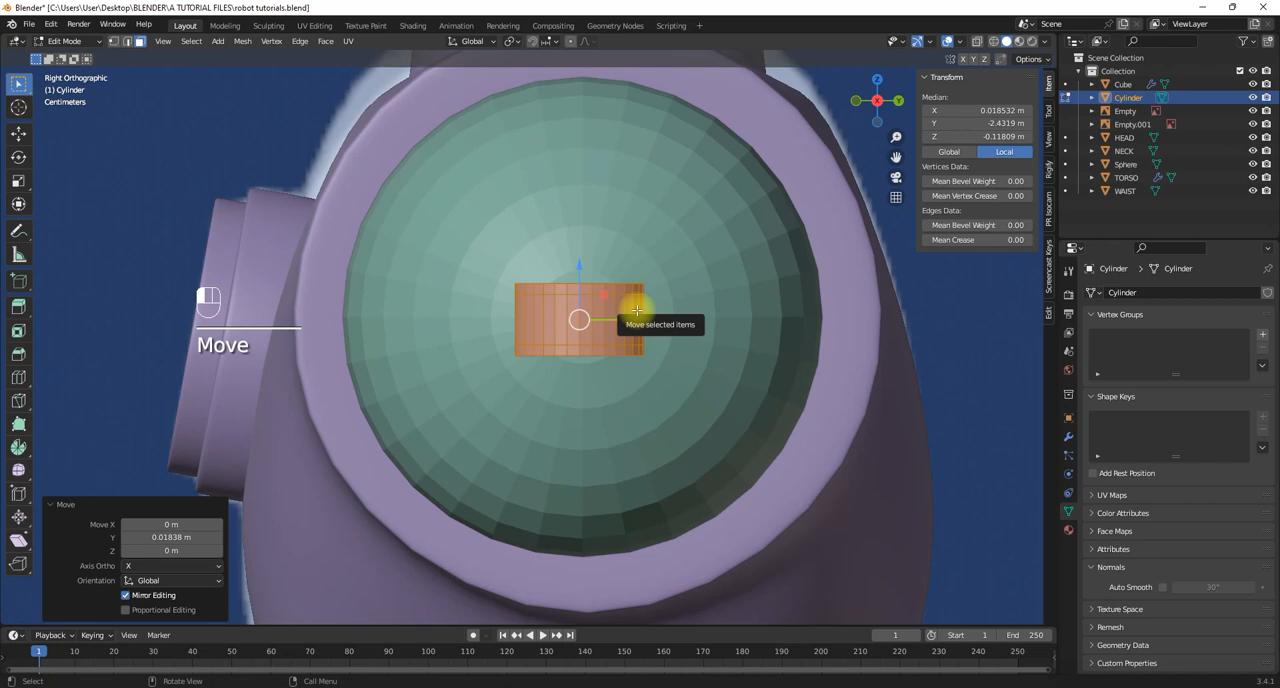 Blender* [C:\Users\User\Desktop\BLENDER\A TUTORIAL FILES\robot tutorials.blend]
File Edit Render Window Help Layout Modeling Sculpting UV Editing Texture Paint Shading Animation Rendering Compositing Geometry Nodes Scripting + Scene ViewLayer
Edit Mode View Select Add Mesh Vertex Edge Face UV Global
X Y Z Options
Right Orthographic
(1) Cylinder
Centimeters
Z
X
Y
Transform
Median:
X 0.018532 m
Y -2.4319 m
Z -0.11809 m
Global Local
Vertices Data:
Mean Bevel Weight 0.00
Mean Vertex Crease 0.00
Edges Data:
Mean Bevel Weight 0.00
Mean Crease 0.00
Item
Tool
View
Rigify
PR Isocam
Screencast Keys
Edit
Scene Collection
Collection
Cube
Cylinder
Empty
Empty.001
HEAD
NECK
Sphere
TORSO
WAIST
Cylinder > Cylinder
Cylinder
Vertex Groups
Shape Keys
Add Rest Position
UV Maps
Color Attributes
Face Maps
Attributes
Normals
Auto Smooth 30°
Texture Space
Remesh
Geometry Data
Custom Properties
Move
Move selected items
Move
Move X 0 m
Y 0.01838 m
Z 0 m
Axis Ortho X
Orientation Global
Mirror Editing
Proportional Editing
Playback Keying View Marker 1 Start 1 End 250
1 10 20 30 40 50 60 70 80 90 100 110 120 130 140 150 160 170 180 190 200 210 220 230 240 250
Select Rotate View Call Menu 3.4.1